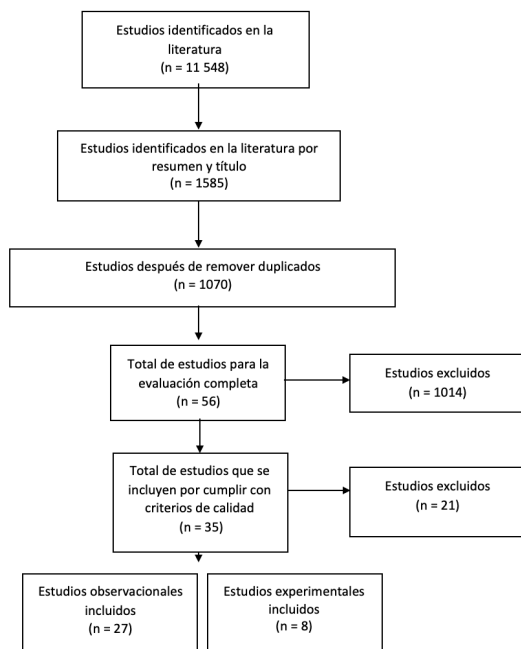 Estudios identificados en la
literatura
(n = 11 548)
Estudios identificados en la literatura por
resumen y título
(n = 1585)
Estudios después de remover duplicados
(n = 1070)
Total de estudios para la
evaluación completa
(n = 56)
Estudios excluidos
(n = 1014)
Total de estudios que se
incluyen por cumplir con
criterios de calidad
(n = 35)
Estudios excluidos
(n = 21)
Estudios observacionales
incluidos
(n = 27)
Estudios experimentales
incluidos
(n = 8)